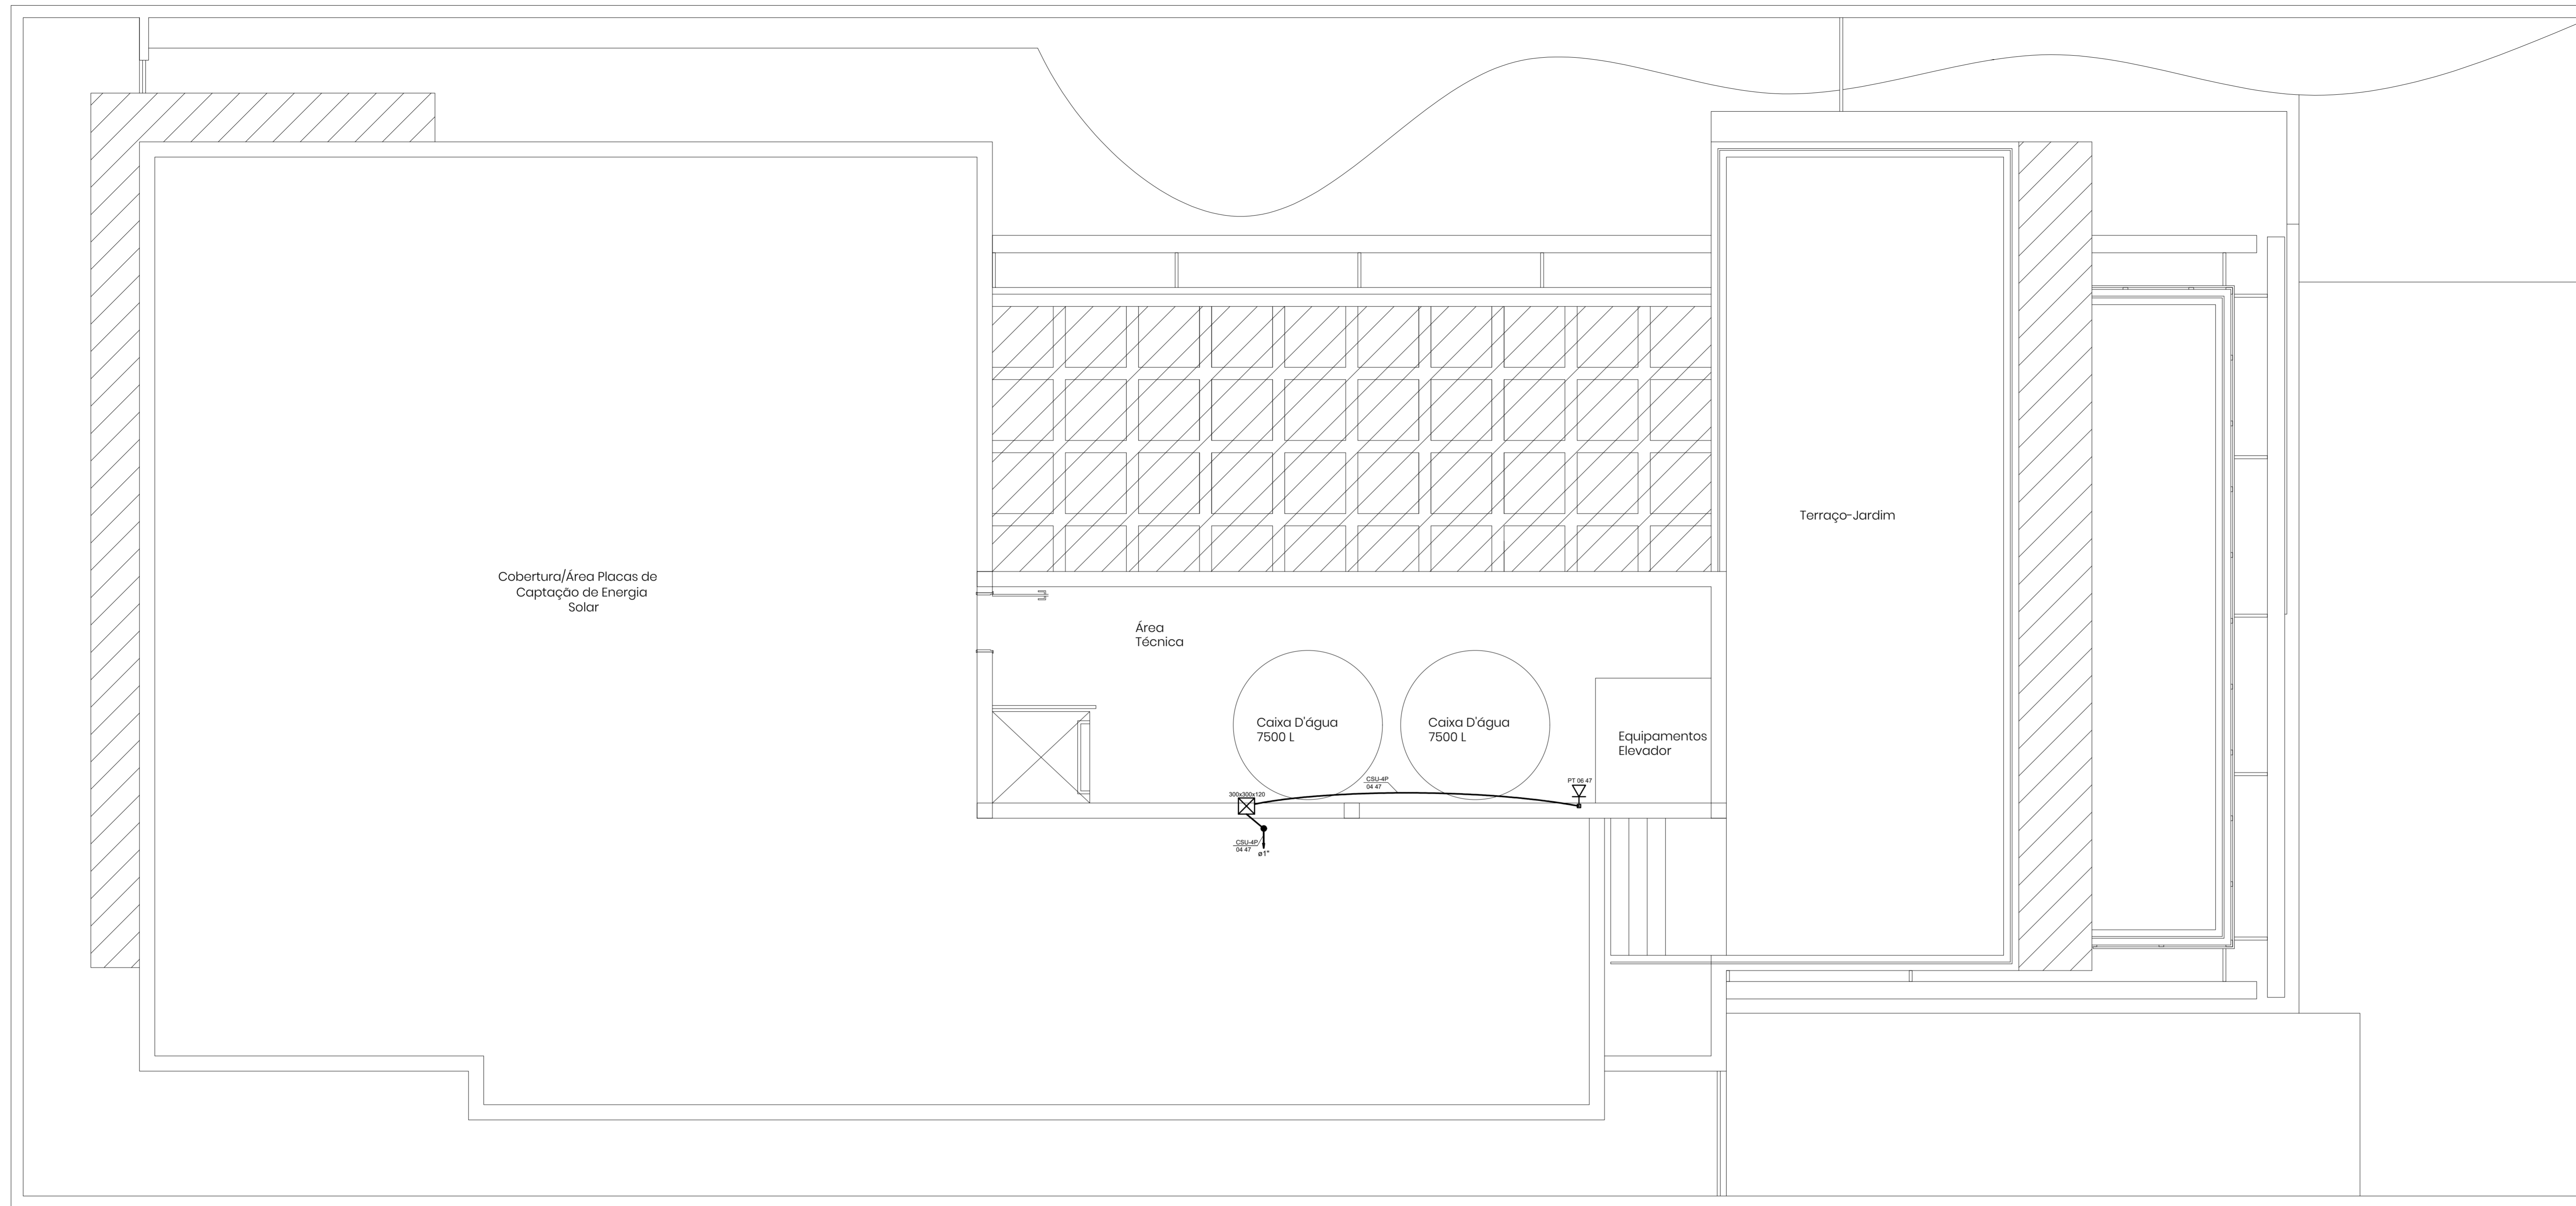 Terraço-Jardim
Cobertura/Área Placas de
Captação de Energia
Solar
Área
Técnica
Caixa D'água
7500 L
Caixa D'água
7500 L
Equipamentos
Elevador
CSU-4P
04 47
PT 06 47
300x300x120
CSU-4P
04 47
ø1"